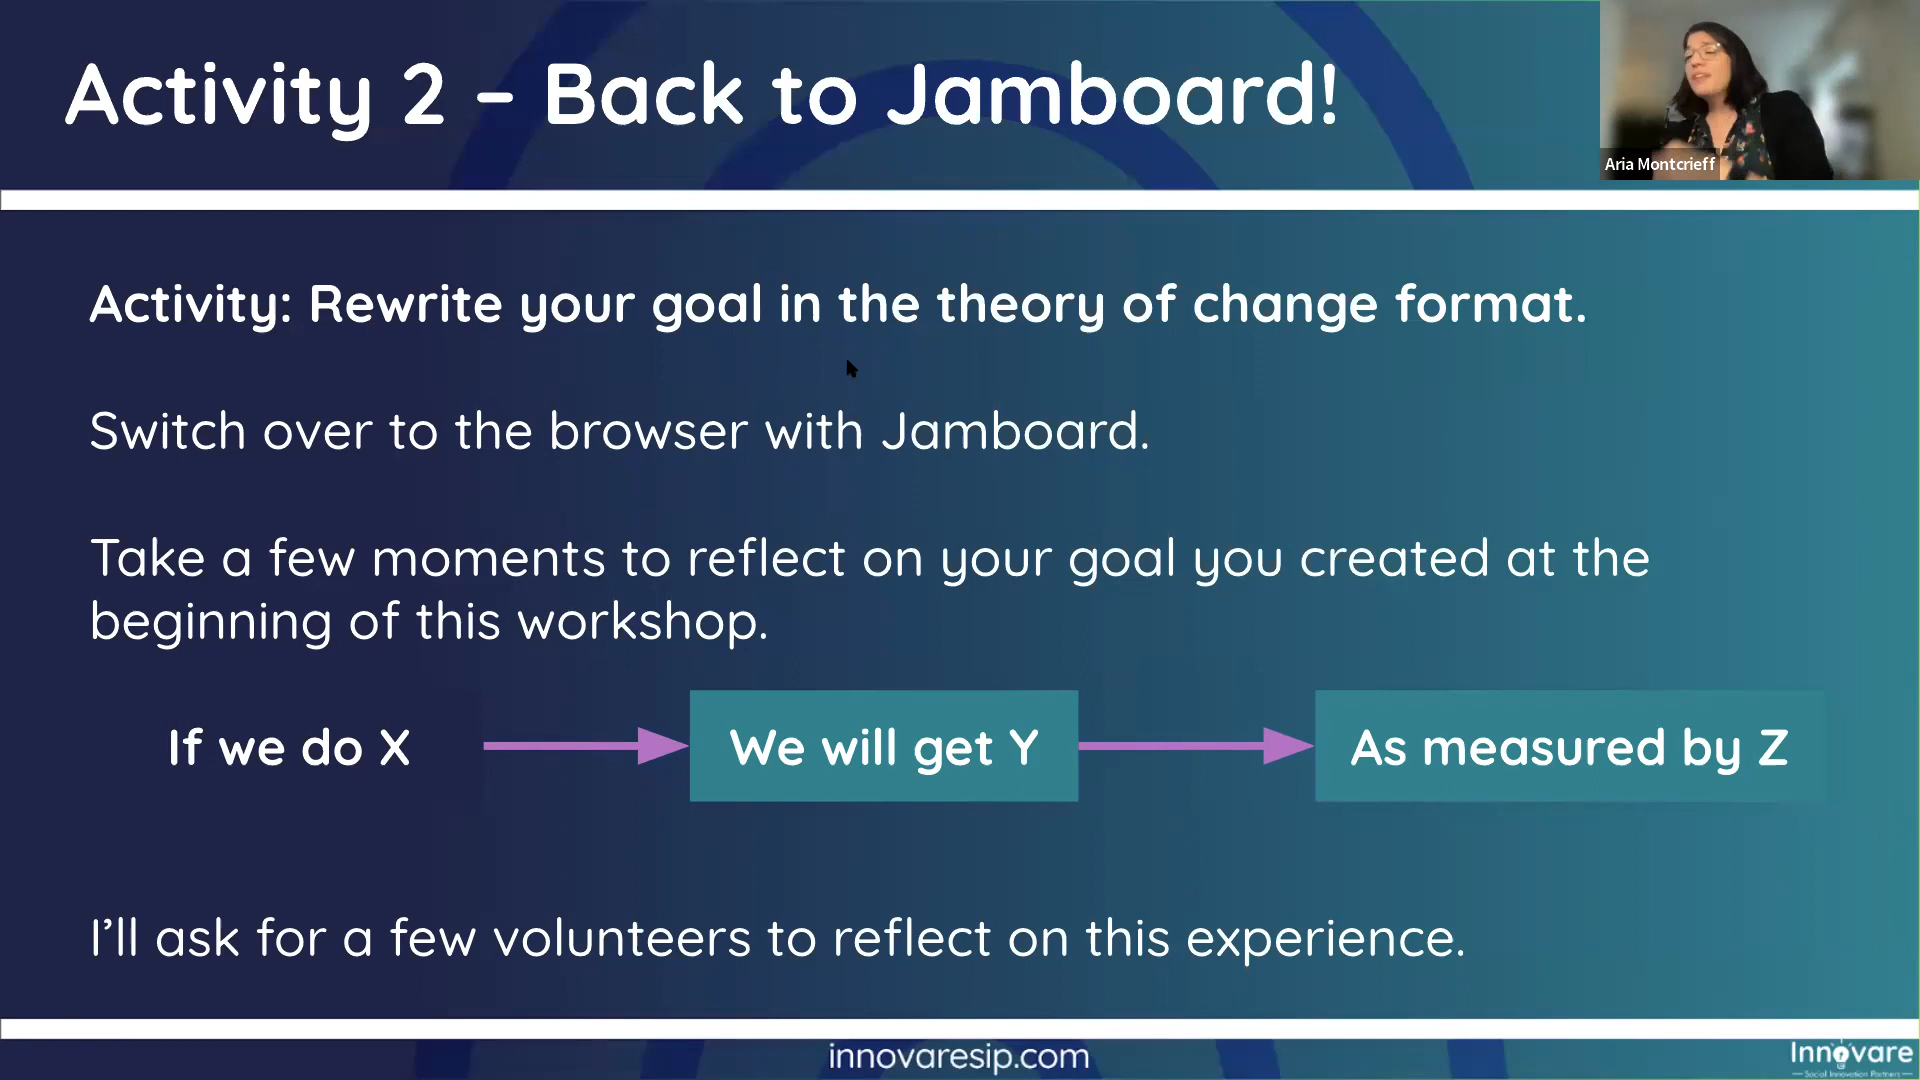 Activity 2 – Back to Jamboard!
Aria Montcrieff
Activity: Rewrite your goal in the theory of change format.
Switch over to the browser with Jamboard.
Take a few moments to reflect on your goal you created at the
beginning of this workshop.
If we do X
We will get Y
As measured by Z
I’ll ask for a few volunteers to reflect on this experience.
innovaresip.com
Innovare
Social Innovation Partners